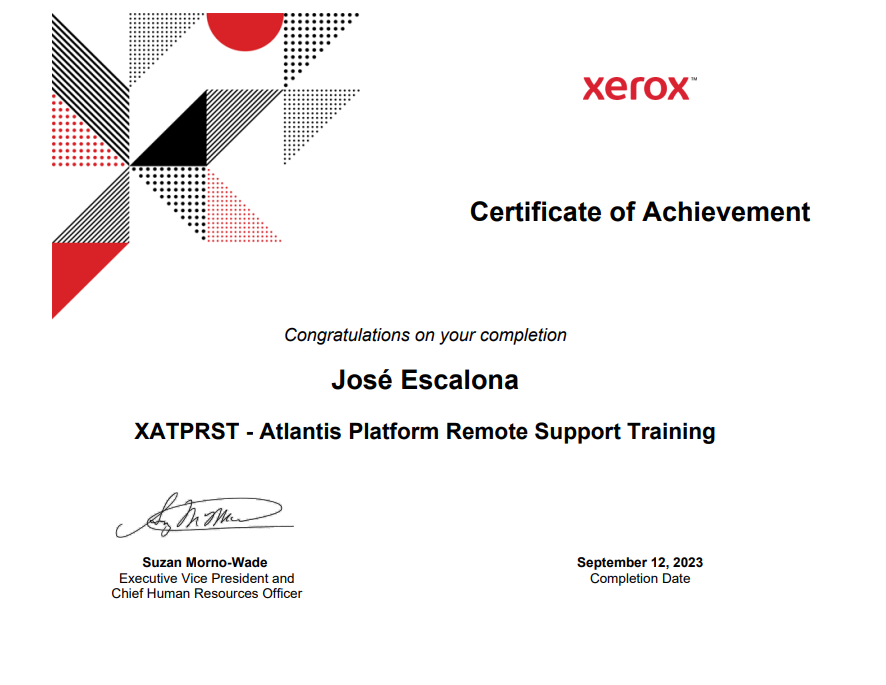 xerox™
Certificate of Achievement
Congratulations on your completion
José Escalona
XATPRST - Atlantis Platform Remote Support Training
Suzan Morno-Wade
Executive Vice President and
Chief Human Resources Officer
September 12, 2023
Completion Date